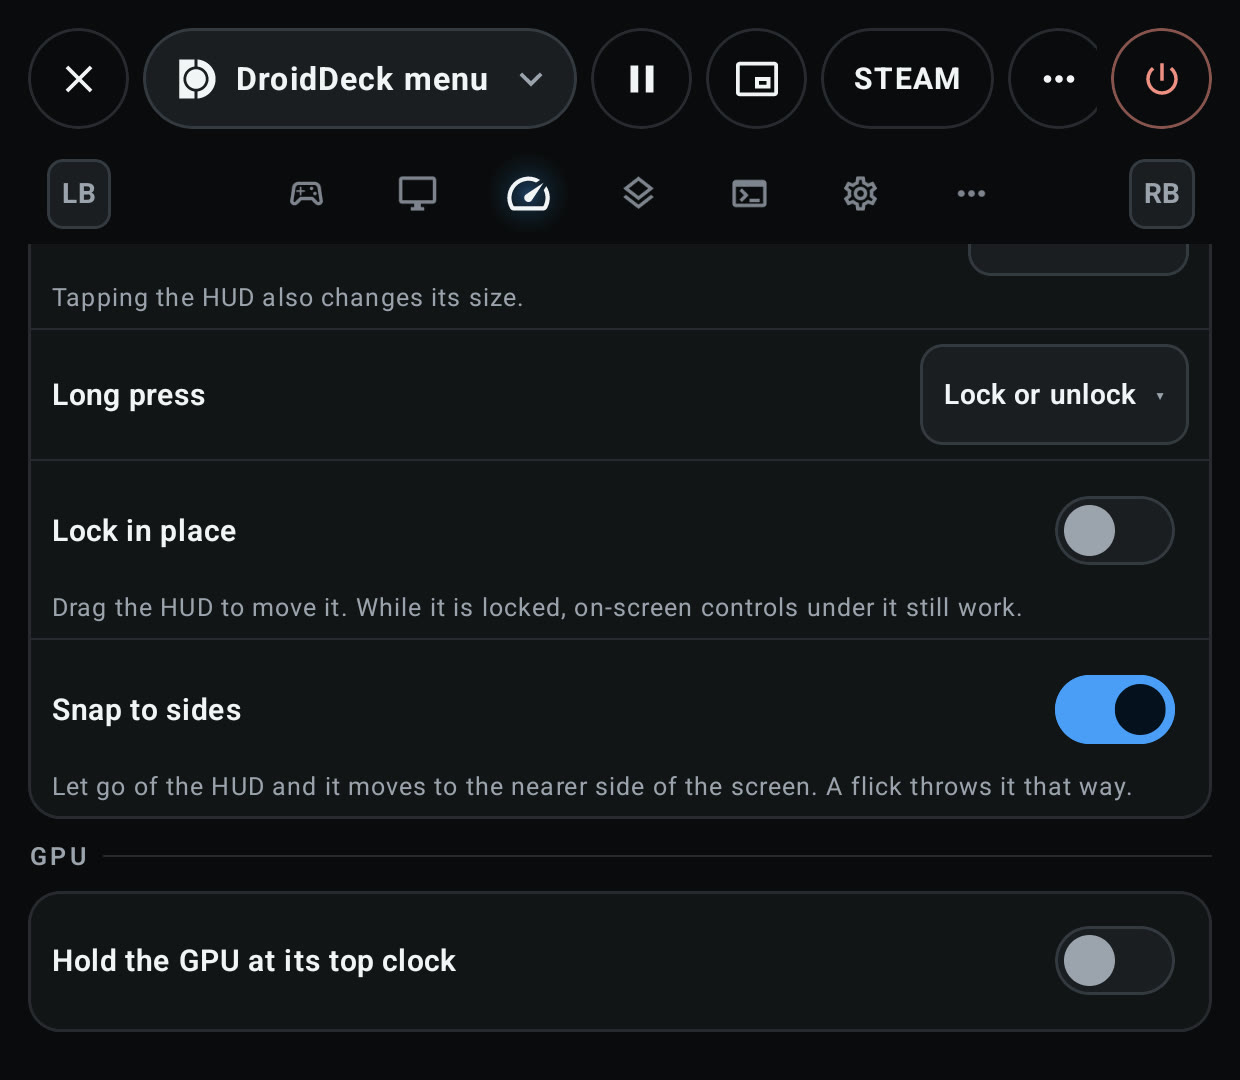 DroidDeck menu
STEAM
LB
RB
Tapping the HUD also changes its size.
Long press
Lock or unlock
Lock in place
Drag the HUD to move it. While it is locked, on-screen controls under it still work.
Snap to sides
Let go of the HUD and it moves to the nearer side of the screen. A flick throws it that way.
GPU
Hold the GPU at its top clock